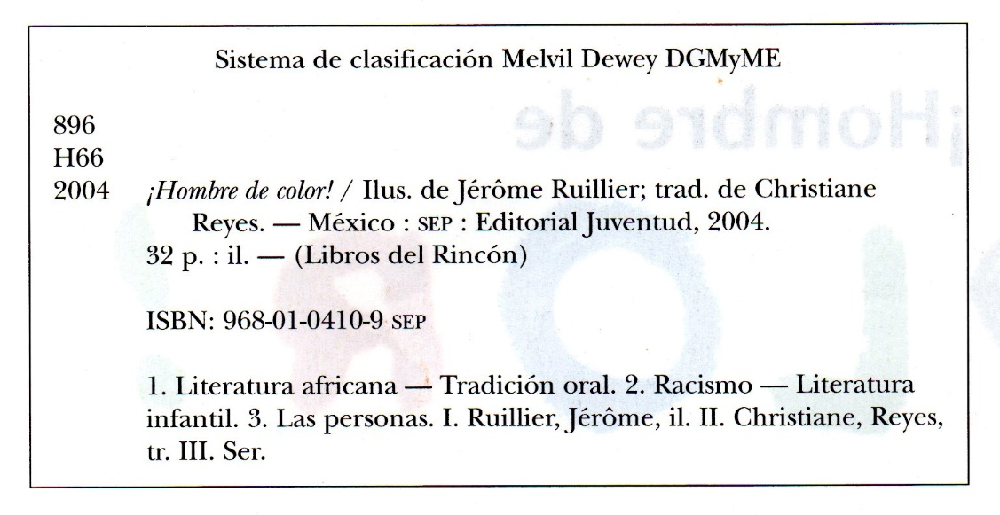 Sistema de clasificación Melvil Dewey DGMyME
896
H66
2004 ¡Hombre de color! / Ilus. de Jérôme Ruillier; trad. de Christiane
Reyes. — México : SEP : Editorial Juventud, 2004.
32 p. : il. — (Libros del Rincón)
ISBN: 968-01-0410-9 SEP
1. Literatura africana — Tradición oral. 2. Racismo — Literatura
infantil. 3. Las personas. I. Ruillier, Jérôme, il. II. Christiane, Reyes,
tr. III. Ser.
¡Hombre de